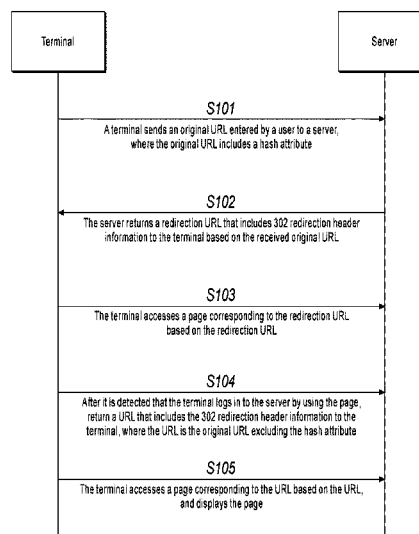 Terminal
Server
S101
A terminal sends an original URL entered by a user to a server,
where the original URL includes a hash attribute
S102
The server returns a redirection URL that includes 302 redirection header
information to the terminal based on the received original URL
S103
The terminal accesses a page corresponding to the redirection URL
based on the redirection URL
S104
After it is detected that the terminal logs in to the server by using the page,
return a URL that includes the 302 redirection header information to the
terminal, where the URL is the original URL excluding the hash attribute
S105
The terminal accesses a page corresponding to the URL based on the URL,
and displays the page